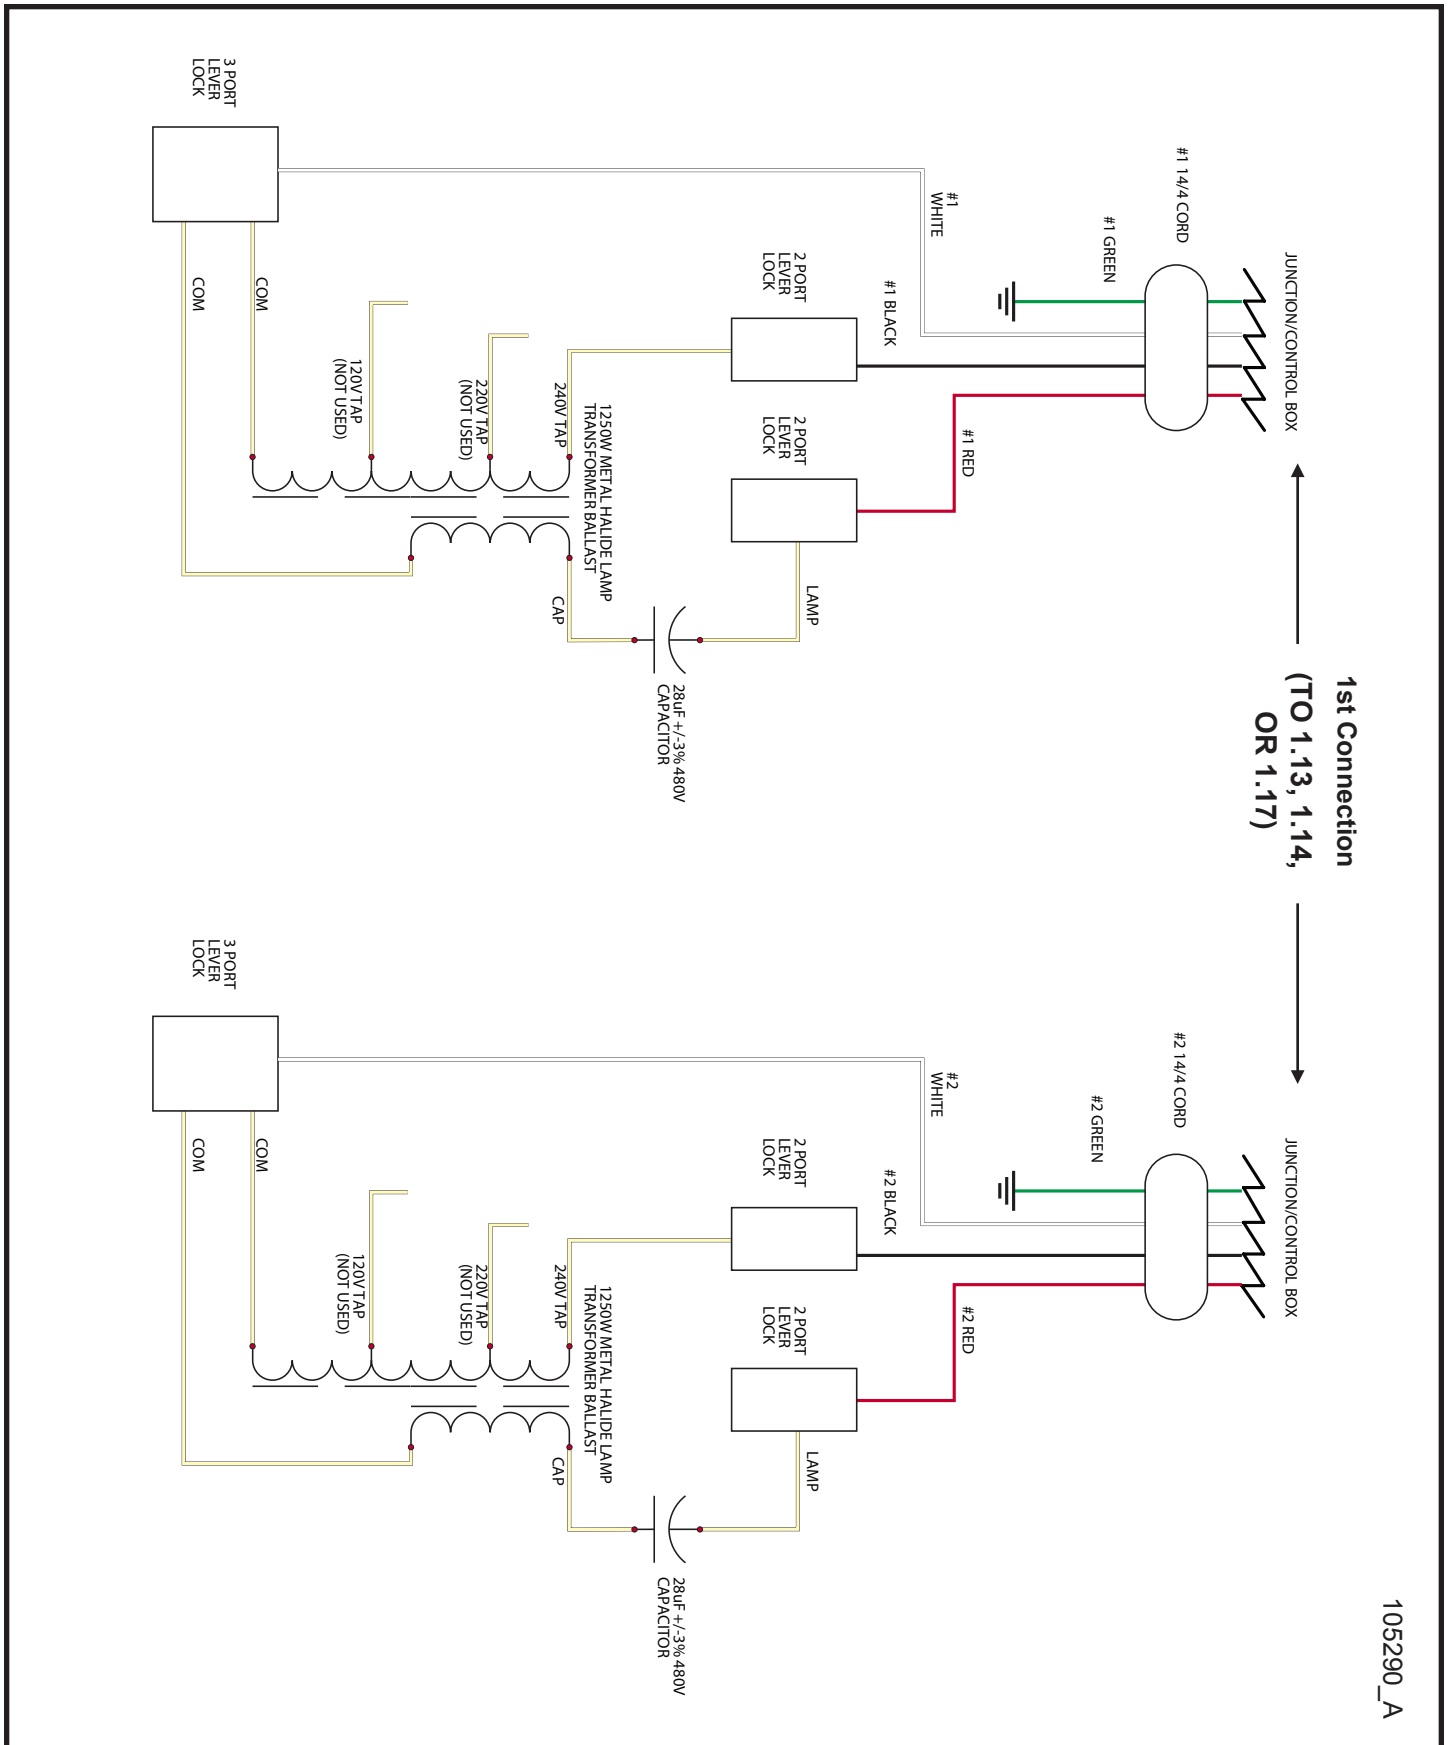 105290_A
1st Connection
(TO 1.13, 1.14,
OR 1.17)
JUNCTION/CONTROL BOX
#1 14/4 CORD
#1 GREEN
#1
WHITE
#1 BLACK
#1 RED
2 PORT
LEVER
LOCK
2 PORT
LEVER
LOCK
LAMP
28uF +/-3% 480V
CAPACITOR
1250W METAL HALIDE LAMP
TRANSFORMER BALLAST
CAP
240V TAP
220V TAP
(NOT USED)
120V TAP
(NOT USED)
COM
COM
3 PORT
LEVER
LOCK
JUNCTION/CONTROL BOX
#2 14/4 CORD
#2 GREEN
#2
WHITE
#2 BLACK
#2 RED
2 PORT
LEVER
LOCK
2 PORT
LEVER
LOCK
LAMP
28uF +/-3% 480V
CAPACITOR
1250W METAL HALIDE LAMP
TRANSFORMER BALLAST
CAP
240V TAP
220V TAP
(NOT USED)
120V TAP
(NOT USED)
COM
COM
3 PORT
LEVER
LOCK